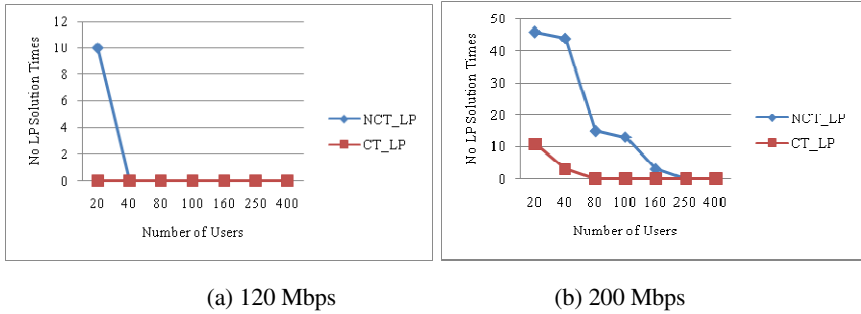 No LP Solution Times
12
10
8
6
4
2
0
20 40 80 100 160 250 400
Number of Users
NCT_LP
CT_LP
No LP Solution Times
50
40
30
20
10
0
20 40 80 100 160 250 400
Number of Users
NCT_LP
CT_LP
(a) 120 Mbps
(b) 200 Mbps